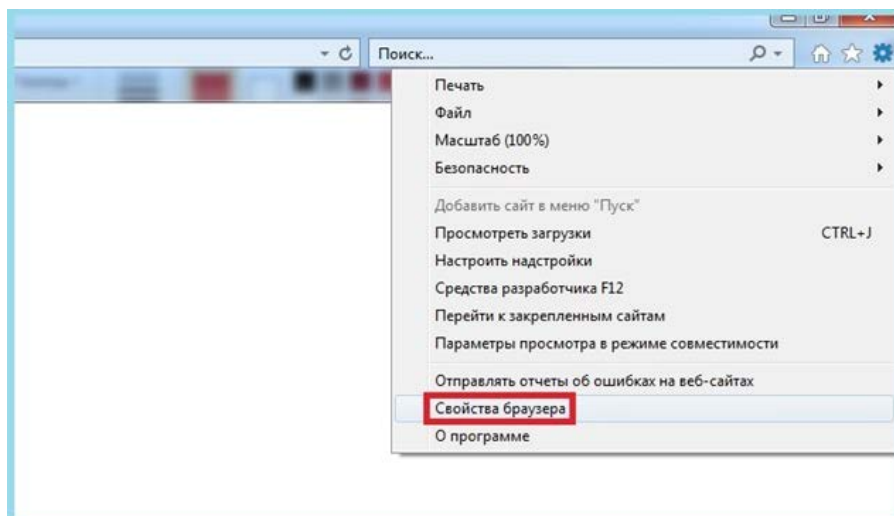 Поиск...
Печать
Файл
Масштаб (100%)
Безопасность
Добавить сайт в меню "Пуск"
Просмотреть загрузки CTRL+J
Настроить надстройки
Средства разработчика F12
Перейти к закрепленным сайтам
Параметры просмотра в режиме совместимости
Отправлять отчеты об ошибках на веб-сайтах
Свойства браузера
О программе